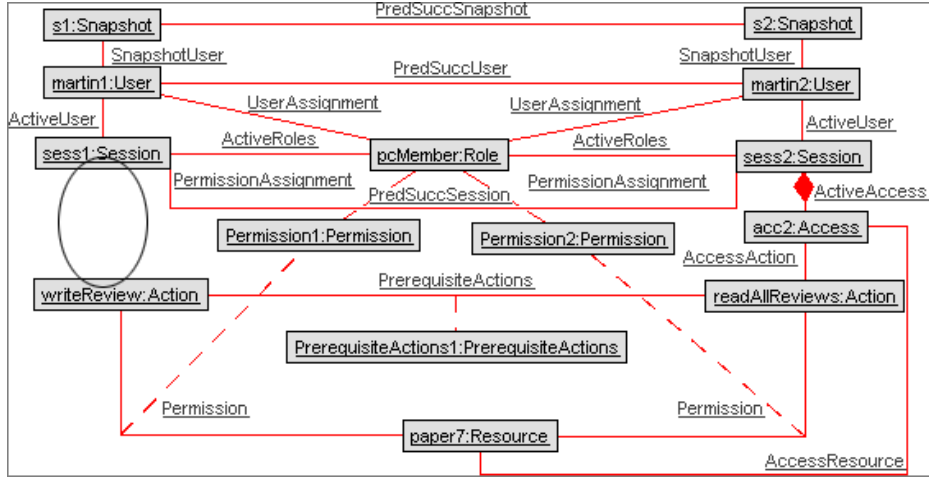 PredSuccSnapshot
s1:Snapshot
s2:Snapshot
SnapshotUser
SnapshotUser
martin1:User
PredSuccUser
martin2:User
UserAssignment
UserAssignment
ActiveUser
ActiveUser
sess1:Session
ActiveRoles
pcMember:Role
ActiveRoles
sess2:Session
PermissionAssignment
PredSuccSession
PermissionAssignment
ActiveAccess
Permission1:Permission
Permission2:Permission
acc2:Access
AccessAction
PrerequisiteActions
writeReview:Action
readAllReviews:Action
PrerequisiteActions1:PrerequisiteActions
Permission
Permission
paper7:Resource
AccessResource